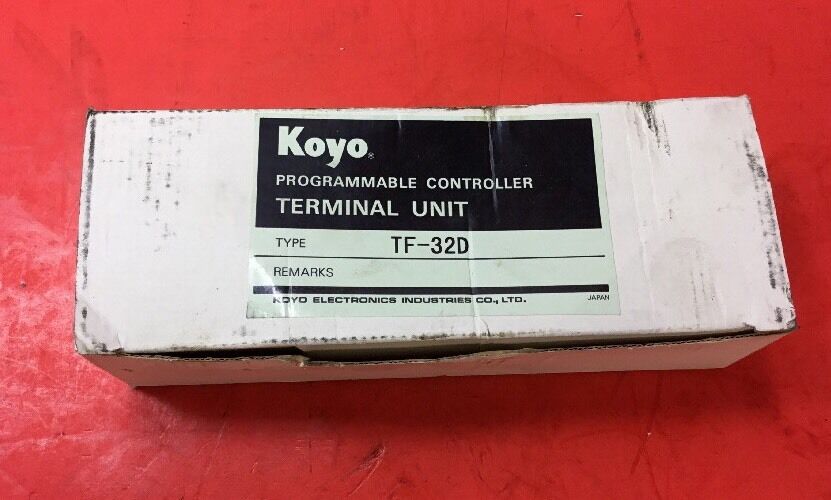 Koyo®
PROGRAMMABLE CONTROLLER
TERMINAL UNIT
TYPE TF-32D
REMARKS
KOYO ELECTRONICS INDUSTRIES CO., LTD. JAPAN